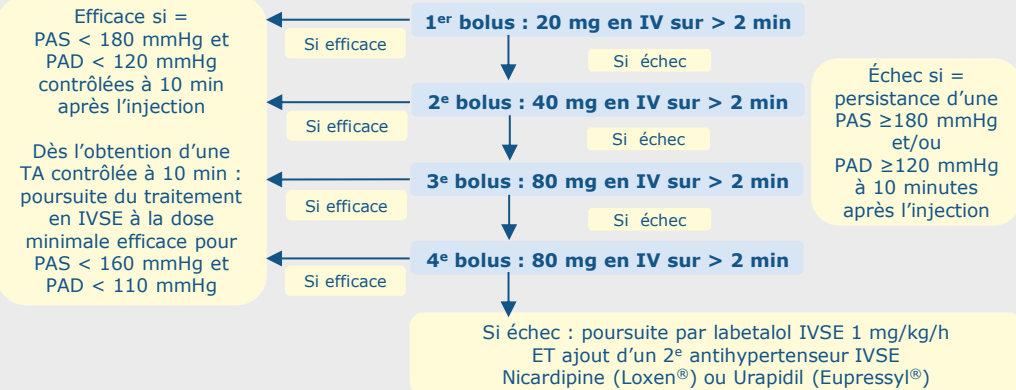 Efficace si =
PAS < 180 mmHg et
PAD < 120 mmHg
contrôlées à 10 min
après l’injection
Dès l’obtention d’une
TA contrôlée à 10 min :
poursuite du traitement
en IVSE à la dose
minimale efficace pour
PAS < 160 mmHg et
PAD < 110 mmHg
1er bolus : 20 mg en IV sur > 2 min
Si efficace
Si échec
2e bolus : 40 mg en IV sur > 2 min
Si efficace
Si échec
3e bolus : 80 mg en IV sur > 2 min
Si efficace
Si échec
4e bolus : 80 mg en IV sur > 2 min
Si efficace
Échec si =
persistance d’une
PAS ≥180 mmHg
et/ou
PAD ≥120 mmHg
à 10 minutes
après l’injection
Si échec : poursuite par labetalol IVSE 1 mg/kg/h
ET ajout d’un 2e antihypertenseur IVSE
Nicardipine (Loxen®) ou Urapidil (Eupressyl®)